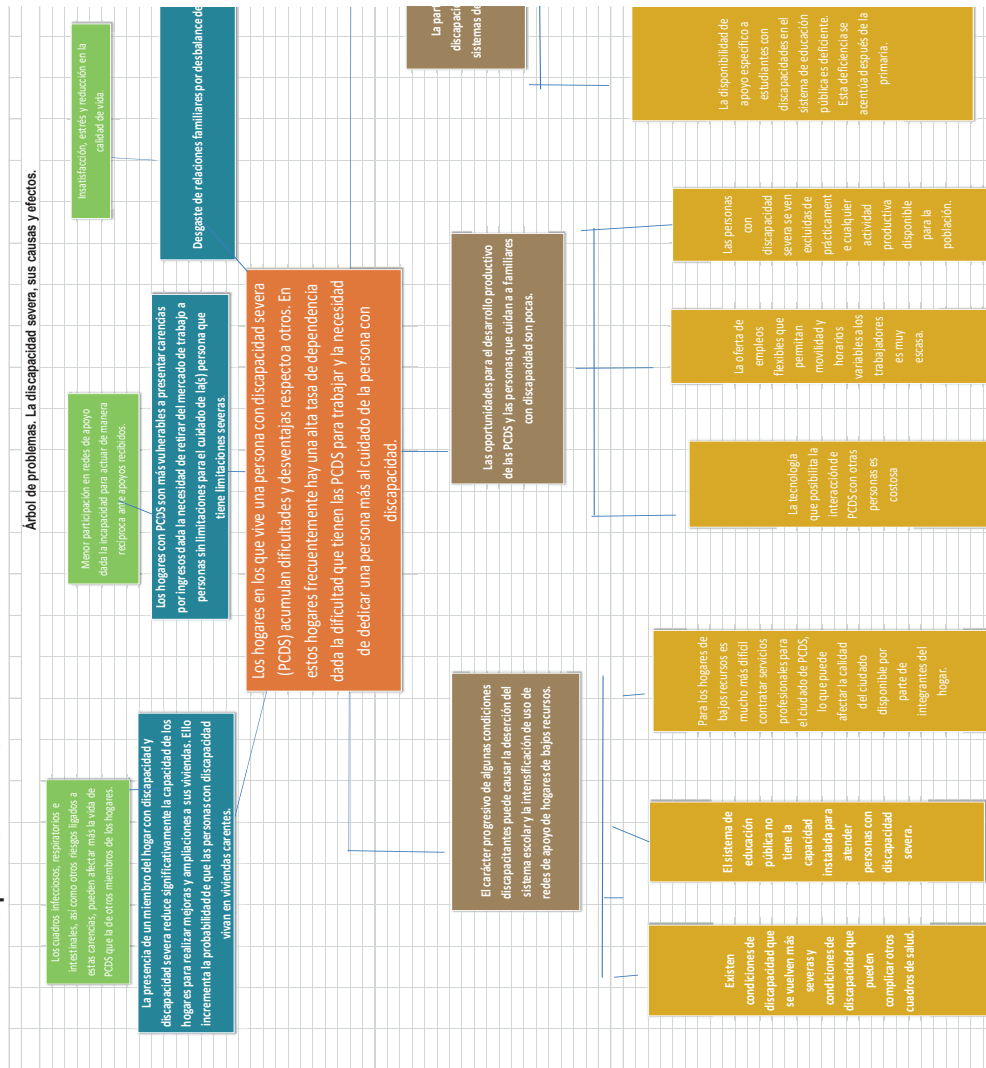 Árbol de problemas. La discapacidad severa, sus causas y efectos.
Los cuadros infecciosos, respiratorios e
intestinales, así como otros riesgos ligados a
estas carencias, pueden afectar más la vida de
PCDS que la de otros miembros de los hogares.
Menor participación en redes de apoyo
dada la incapacidad para actuar de manera
recíproca ante apoyos recibidos.
Insatisfacción, estrés y reducción en la
calidad de vida.
La presencia de un miembro del hogar con discapacidad y
discapacidad severa reduce significativamente la capacidad de los
hogares para realizar mejoras y ampliaciones a sus viviendas. Ello
incrementa la probabilidad de que las personas con discapacidad
vivan en viviendas carentes.
Los hogares con PCDS son más vulnerables a presentar carencias
por ingresos dada la necesidad de retirar del mercado de trabajo a
personas sin limitaciones para el cuidado de la(s) persona que
tiene limitaciones severas.
Desgaste de relaciones familiares por desbalance de
Los hogares en los que vive una persona con discapacidad severa
(PCDS) acumulan dificultades y desventajas respecto a otros. En
estos hogares frecuentemente hay una alta tasa de dependencia
dada la dificultad que tienen las PCDS para trabajar y la necesidad
de dedicar una persona más al cuidado de la persona con
discapacidad.
El carácter progresivo de algunas condiciones
discapacitantes puede causar la deserción del
sistema escolar y la intensificación de uso de
redes de apoyo de hogares de bajos recursos.
Las oportunidades para el desarrollo productivo
de las PCDS y las personas que cuidan a a familiares
con discapacidad son pocas.
La par
discapaci
sistemas de
Existen
condiciones de
discapacidad que
se vuelven más
severas y
condiciones de
discapacidad que
pueden
complicar otros
cuadros de salud.
El sistema de
educación
pública no
tiene la
capacidad
instalada para
atender
personas con
discapacidad
severa.
Para los hogares de
bajos recursos es
mucho más difícil
contratar servicios
profesionales para
el ciudado de PCDS,
lo que puede
afectar la calidad
del ciudado
disponible por
parte de
integrantes del
hogar.
La tecnología
que posibilita la
interacción de
PCDS con otras
personas es
costosa
La oferta de
empleos
flexibles que
permitan
movilidad y
horarios
variables a los
trabajadores
es muy
escasa.
Las personas
con
discapacidad
severa se ven
excluidas de
prácticament
e cualquier
actividad
productiva
disponible
para la
población.
La disponibilidad de
apoyo específico a
estudiantes con
discapacidades en el
sistema de educación
pública es deficiente.
Esta deficiencia se
acentúa después de la
primaria.